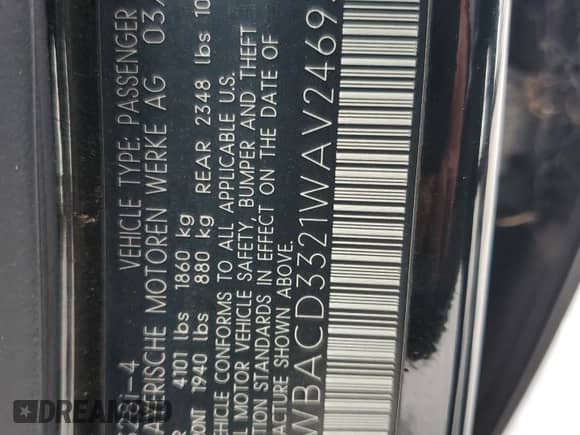 VEHICLE TYPE: PASSENGER
MOTOREN WERKE AG 03/
4101 lbs 1860 kg
1940 lbs 880 kg REAR 2348 lbs
VEHICLE CONFORMS TO ALL APPLICABLE U.S.
MOTOR VEHICLE SAFETY, BUMPER AND THEFT
STANDARDS IN EFFECT ON THE DATE OF
SHOWN ABOVE.
WBACD3321WAV2469
DREAM